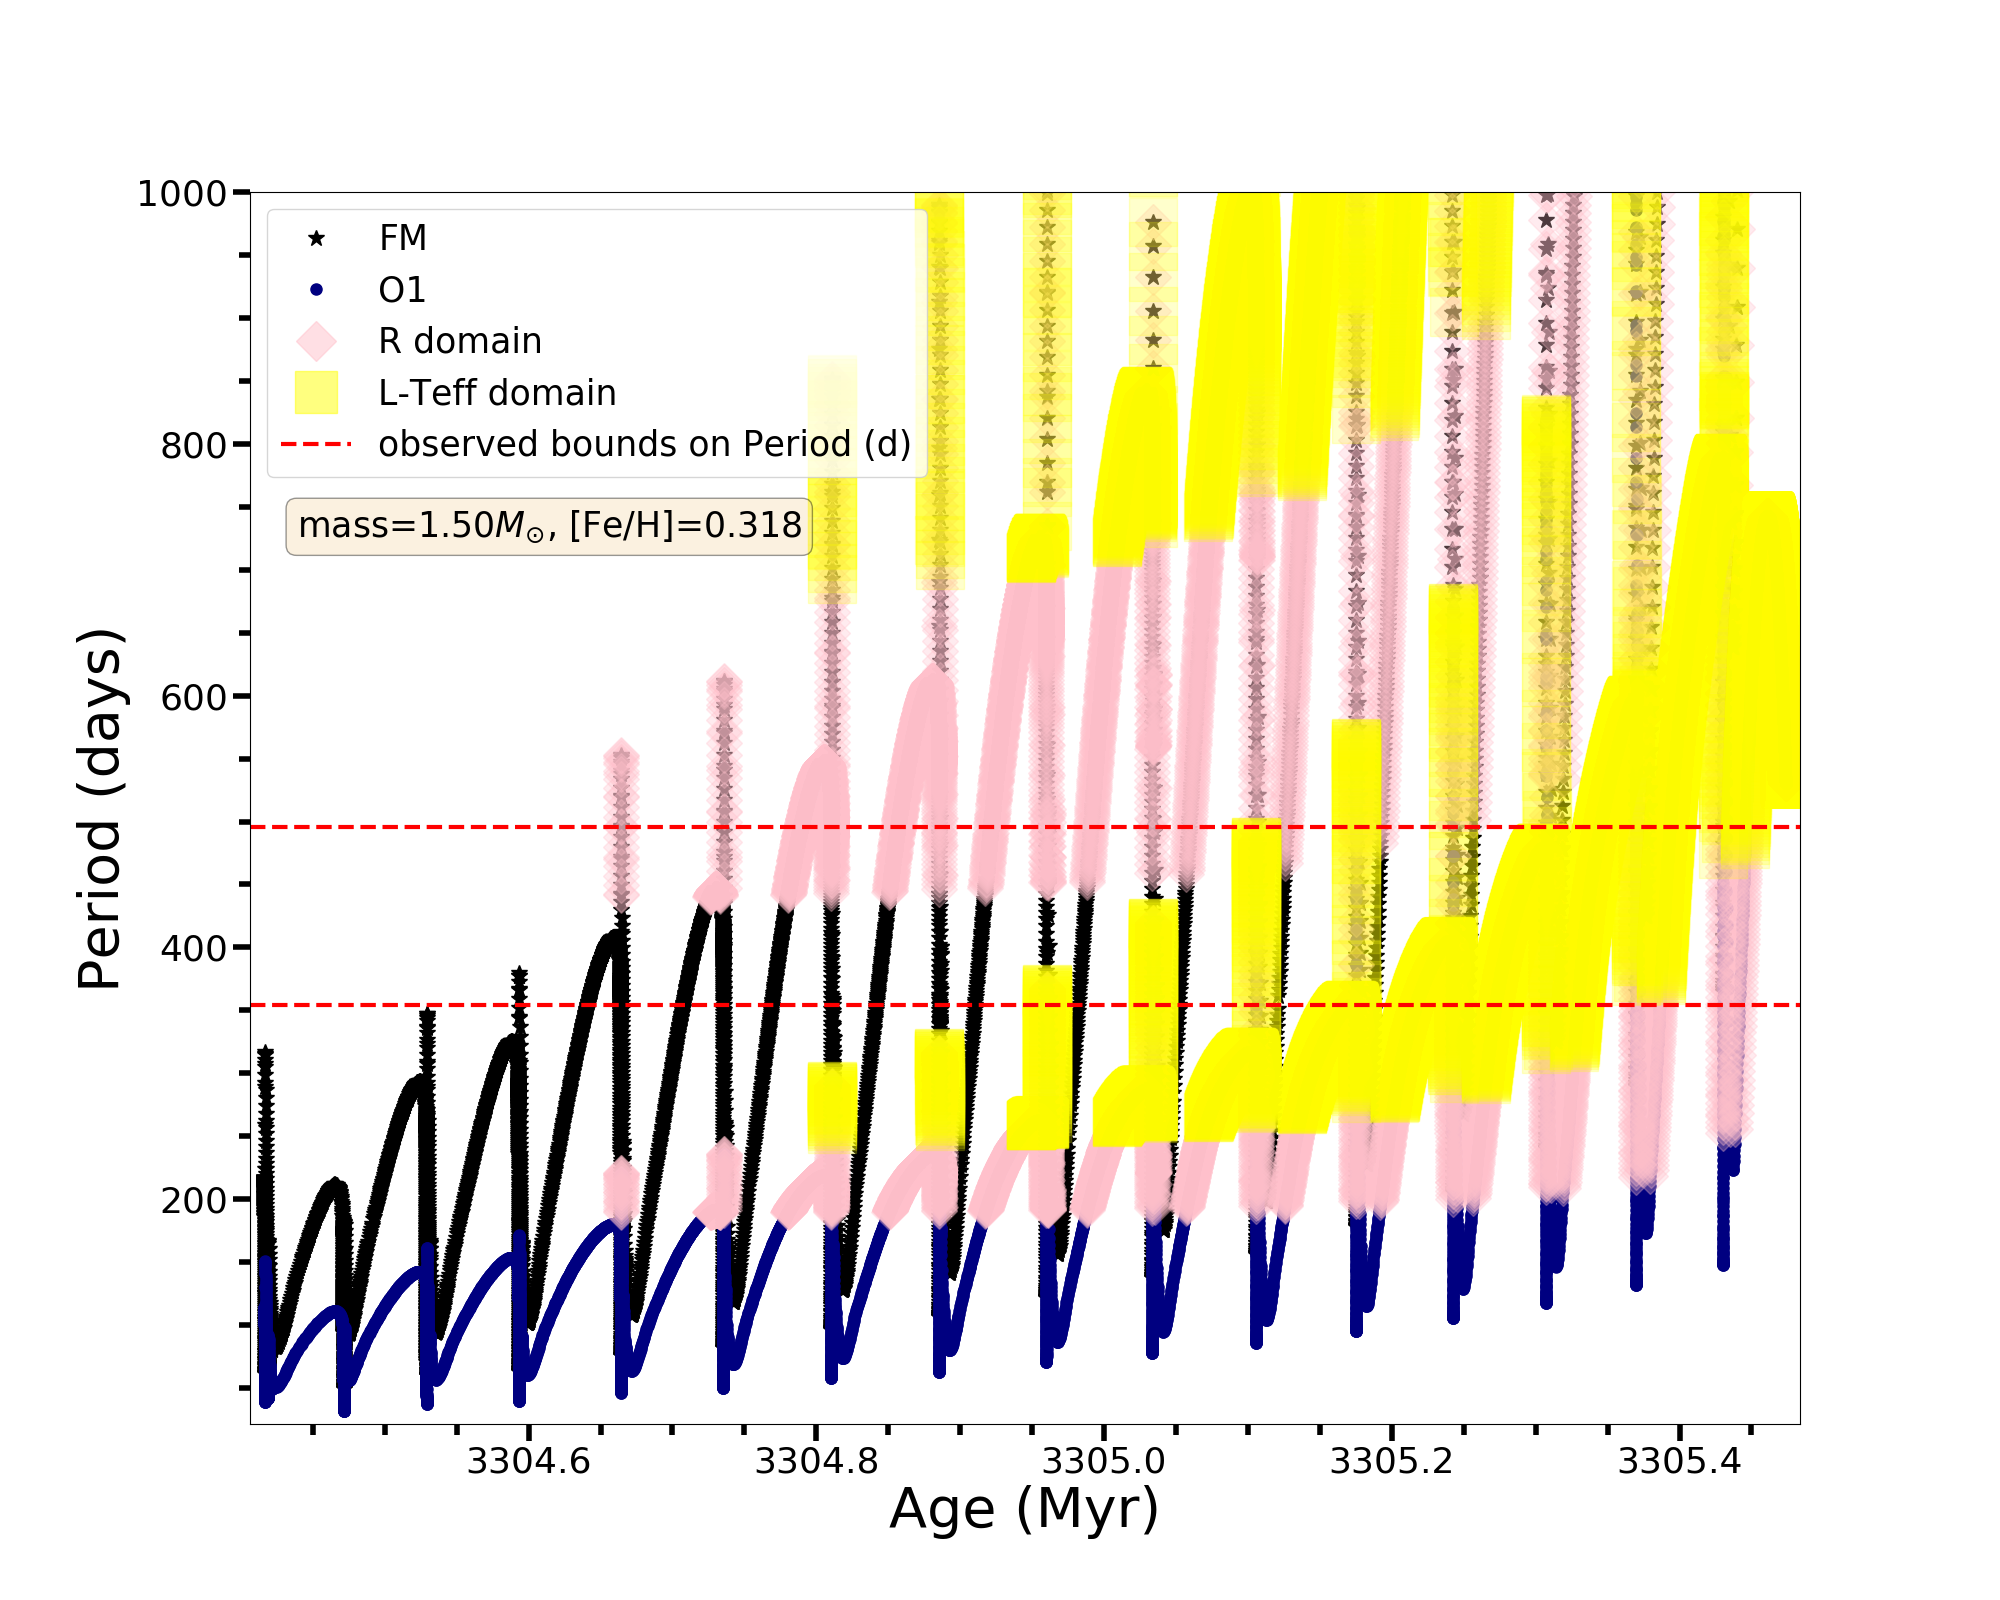 1000
800
600
400
200
Period (days)
FM
O1
R domain
L-Teff domain
observed bounds on Period (d)
mass=1.50M⊙, [Fe/H]=0.318
3304.6 3304.8 3305.0 3305.2 3305.4
Age (Myr)